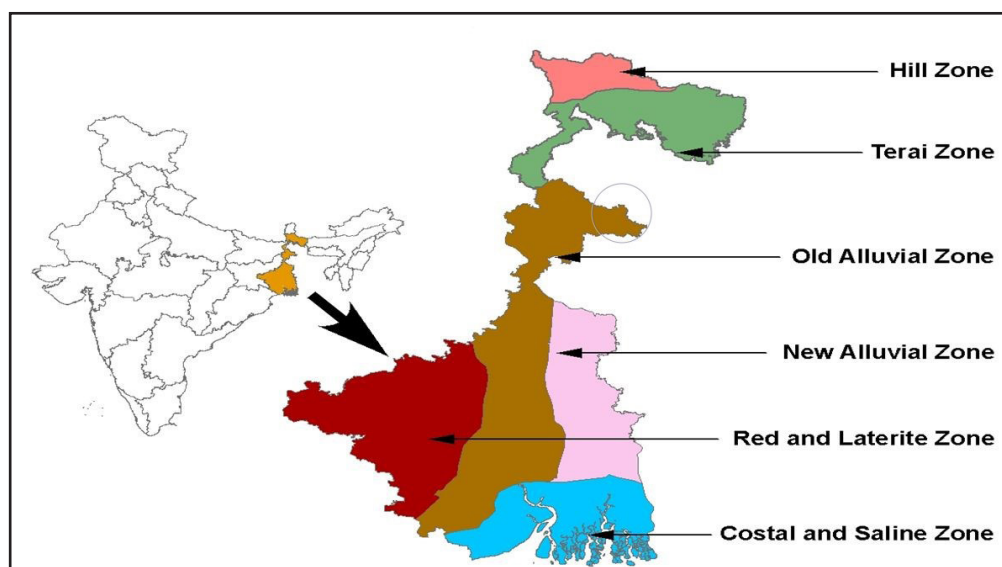 Hill Zone
Terai Zone
Old Alluvial Zone
New Alluvial Zone
Red and Laterite Zone
Costal and Saline Zone